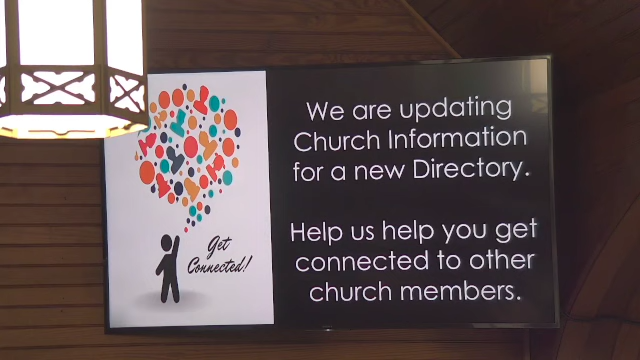 Get
Connected!
We are updating
Church Information
for a new Directory.
Help us help you get
connected to other
church members.